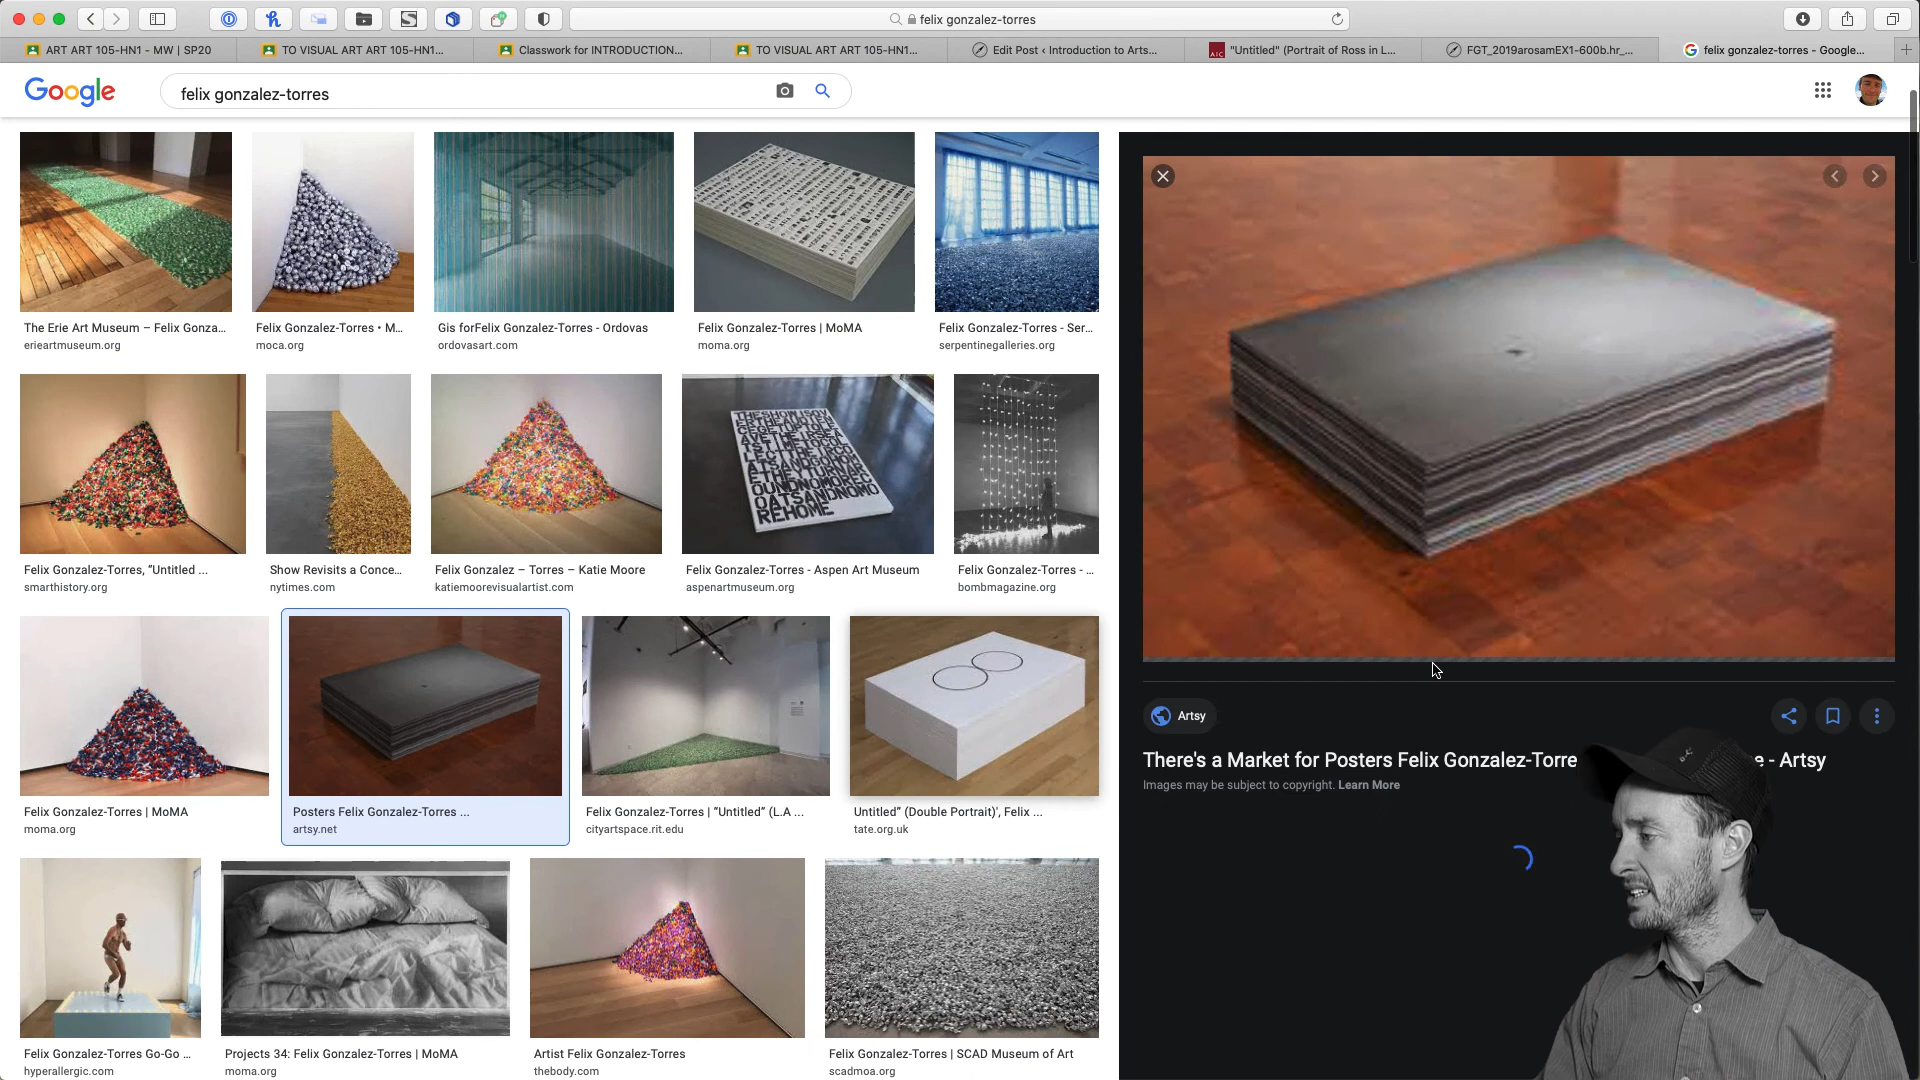 felix gonzalez-torres
ART ART 105-HN1 - MW | SP20
TO VISUAL ART ART 105-HN1...
Classwork for INTRODUCTION...
TO VISUAL ART ART 105-HN1...
Edit Post ‹ Introduction to Arts...
AIC
"Untitled" (Portrait of Ross in L...
FGT_2019arosamEX1-600b.hr_...
felix gonzalez-torres - Google...
Google
felix gonzalez-torres
The Erie Art Museum – Felix Gonza...
erieartmuseum.org
Felix Gonzalez-Torres • M...
moca.org
Gis forFelix Gonzalez-Torres - Ordovas
ordovasart.com
Felix Gonzalez-Torres | MoMA
moma.org
Felix Gonzalez-Torres - Ser...
serpentinegalleries.org
Felix Gonzalez-Torres, "Untitled ...
smarthistory.org
Show Revisits a Conce...
nytimes.com
Felix Gonzalez – Torres – Katie Moore
katiemoorevisualartist.com
Felix Gonzalez-Torres - Aspen Art Museum
aspenartmuseum.org
Felix Gonzalez-Torres - ...
bombmagazine.org
Felix Gonzalez-Torres | MoMA
moma.org
Posters Felix Gonzalez-Torres ...
artsy.net
Felix Gonzalez-Torres | “Untitled” (L.A ...
cityartspace.rit.edu
Untitled” (Double Portrait)', Felix ...
tate.org.uk
Felix Gonzalez-Torres Go-Go ...
hyperallergic.com
Projects 34: Felix Gonzalez-Torres | MoMA
moma.org
Artist Felix Gonzalez-Torres
thebody.com
Felix Gonzalez-Torres | SCAD Museum of Art
scadmoa.org
Artsy
There's a Market for Posters Felix Gonzalez-Torre e - Artsy
Images may be subject to copyright. Learn More